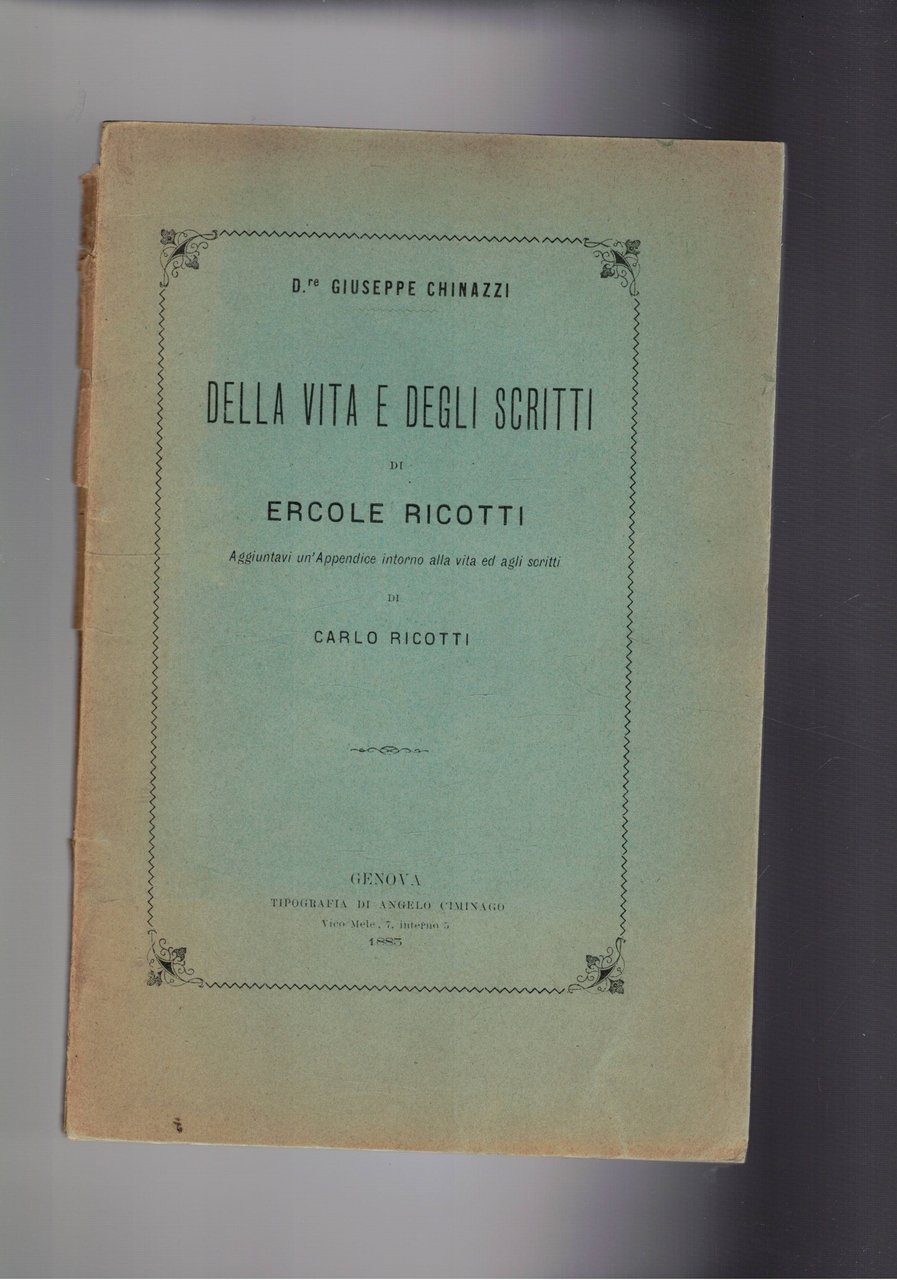 D.re GIUSEPPE CHINAZZI
DELLA VITA E DEGLI SCRITTI
DI
ERCOLE RICOTTI
Aggiuntavi un'Appendice intorno alla vita ed agli scritti
DI
CARLO RICOTTI
GENOVA
TIPOGRAFIA DI ANGELO CIMINAGO
Vico Mele, 7, interno 5